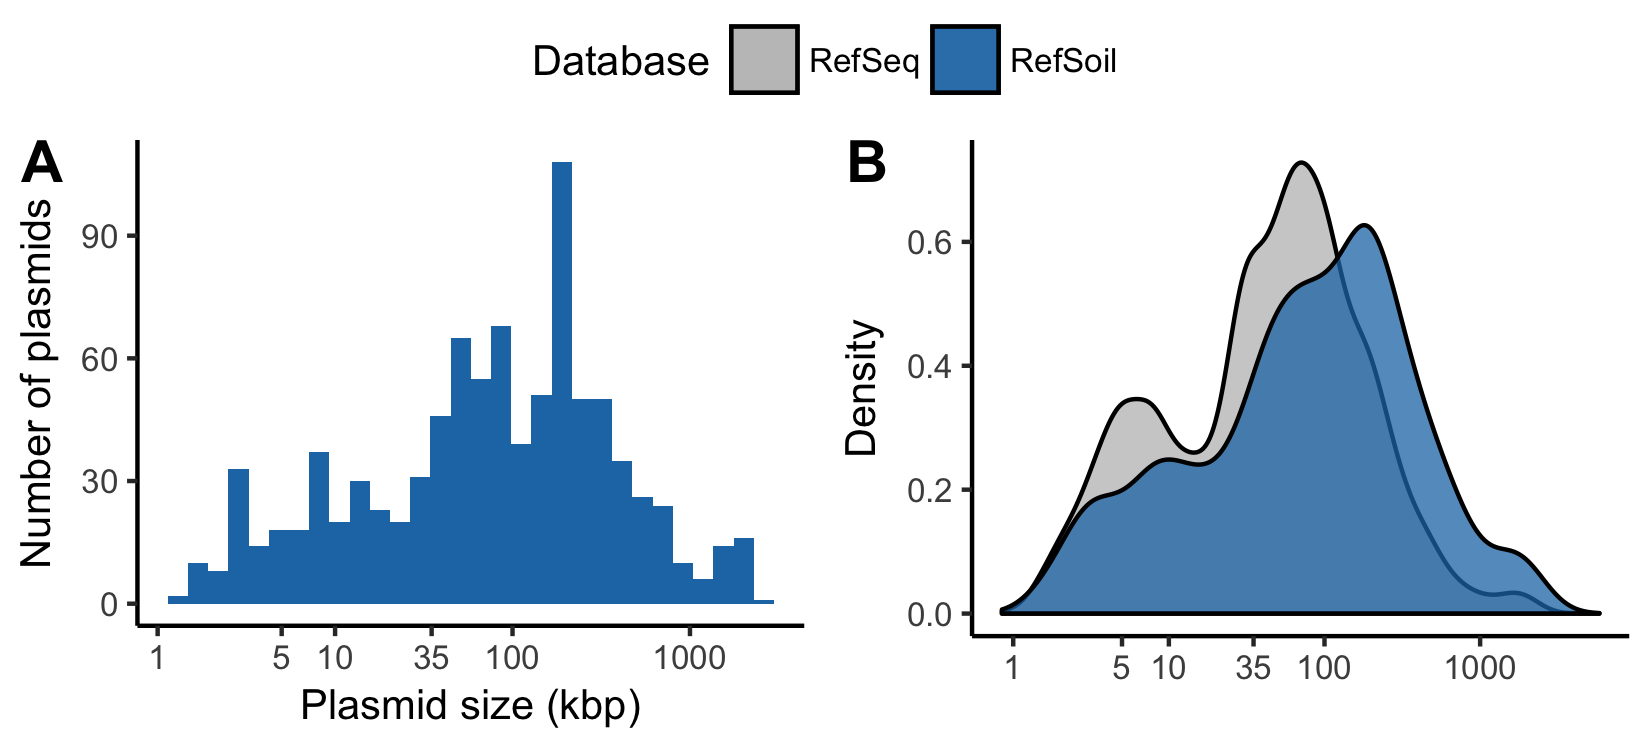 Database RefSeq RefSoil
A
Number of plasmids
90
60
30
0
1 5 10 35 100 1000
Plasmid size (kbp)
B
Density
0.6
0.4
0.2
0.0
1 5 10 35 100 1000